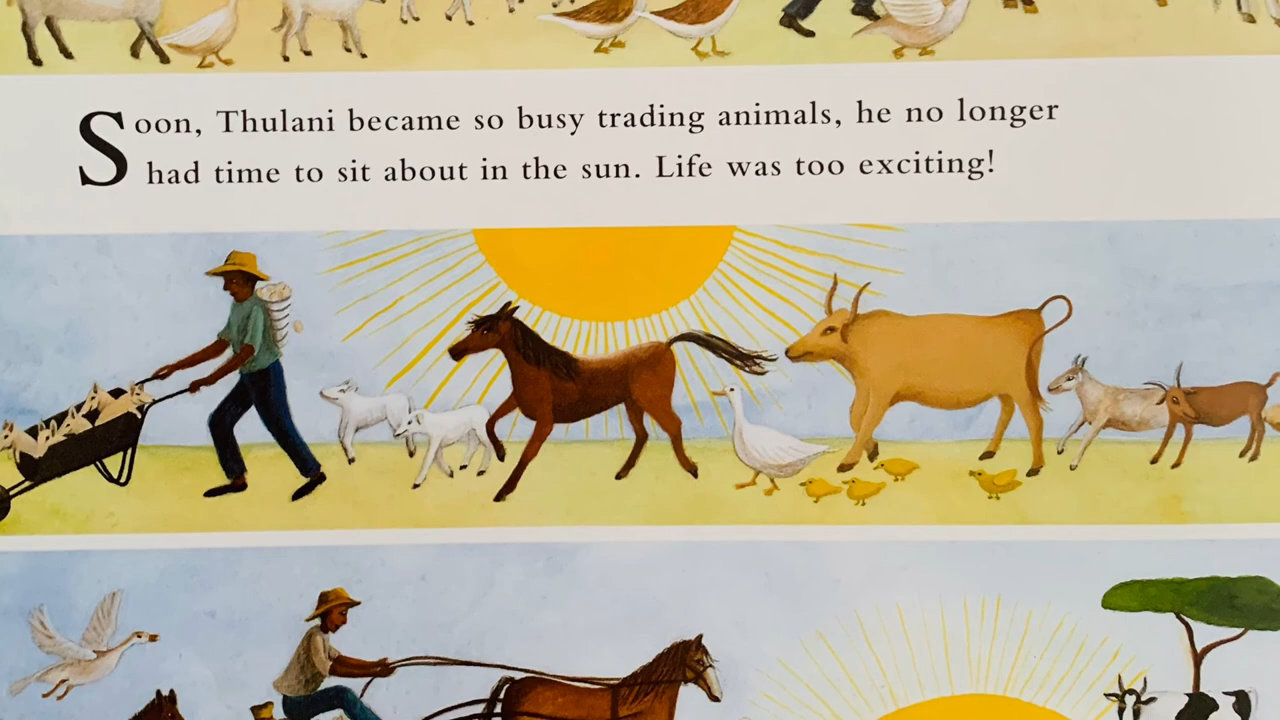 Soon, Thulani became so busy trading animals, he no longer
had time to sit about in the sun. Life was too exciting!